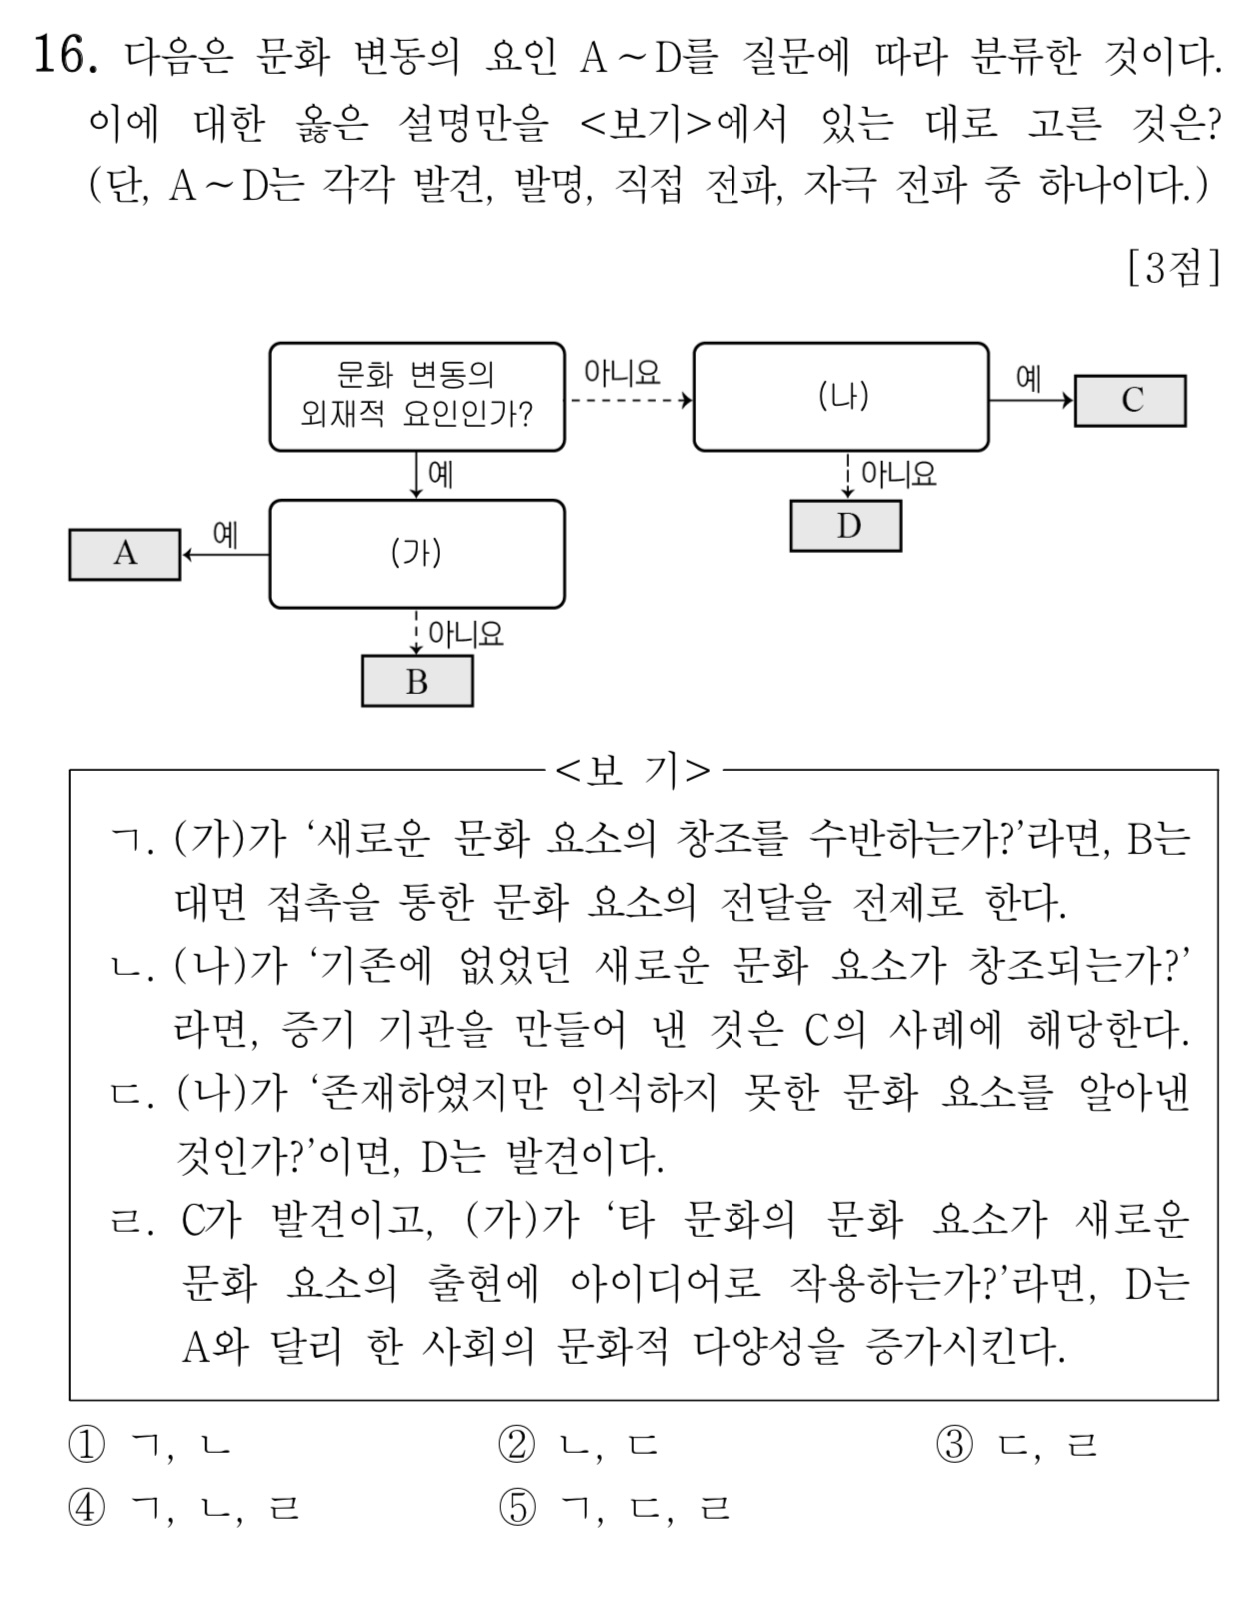 16. 다음은 문화 변동의 요인 A~D를 질문에 따라 분류한 것이다.
이에 대한 옳은 설명만을 <보기>에서 있는 대로 고른 것은?
(단, A~D는 각각 발견, 발명, 직접 전파, 자극 전파 중 하나이다.)
[3점]
문화 변동의
외재적 요인인가?
아니요
(나)
예
C
예
아니요
D
A
예
(가)
아니요
B
<보 기>
ㄱ. (가)가 ‘새로운 문화 요소의 창조를 수반하는가?’라면, B는
대면 접촉을 통한 문화 요소의 전달을 전제로 한다.
ㄴ. (나)가 ‘기존에 없었던 새로운 문화 요소가 창조되는가?’
라면, 증기 기관을 만들어 낸 것은 C의 사례에 해당한다.
ㄷ. (나)가 ‘존재하였지만 인식하지 못한 문화 요소를 알아낸
것인가?’이면, D는 발견이다.
ㄹ. C가 발견이고, (가)가 ‘타 문화의 문화 요소가 새로운
문화 요소의 출현에 아이디어로 작용하는가?’라면, D는
A와 달리 한 사회의 문화적 다양성을 증가시킨다.
① ㄱ, ㄴ ② ㄴ, ㄷ ③ ㄷ, ㄹ
④ ㄱ, ㄴ, ㄹ ⑤ ㄱ, ㄷ, ㄹ